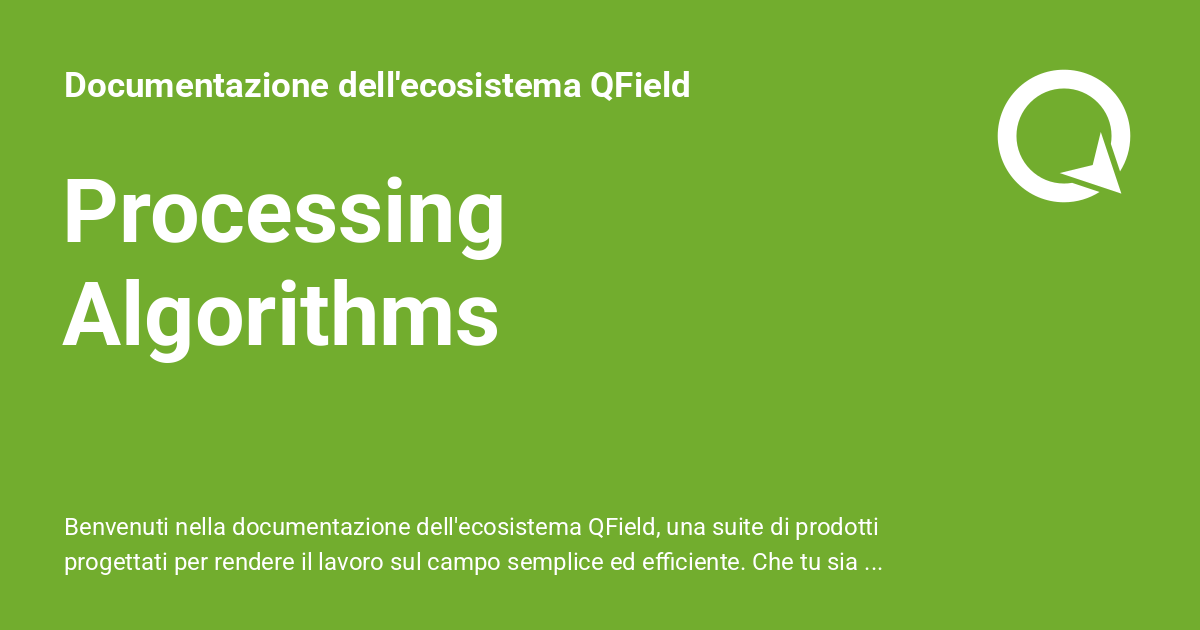 Documentazione dell'ecosistema QField
Processing
Algorithms
Benvenuti nella documentazione dell'ecosistema QField, una suite di prodotti
progettati per rendere il lavoro sul campo semplice ed efficiente. Che tu sia ...